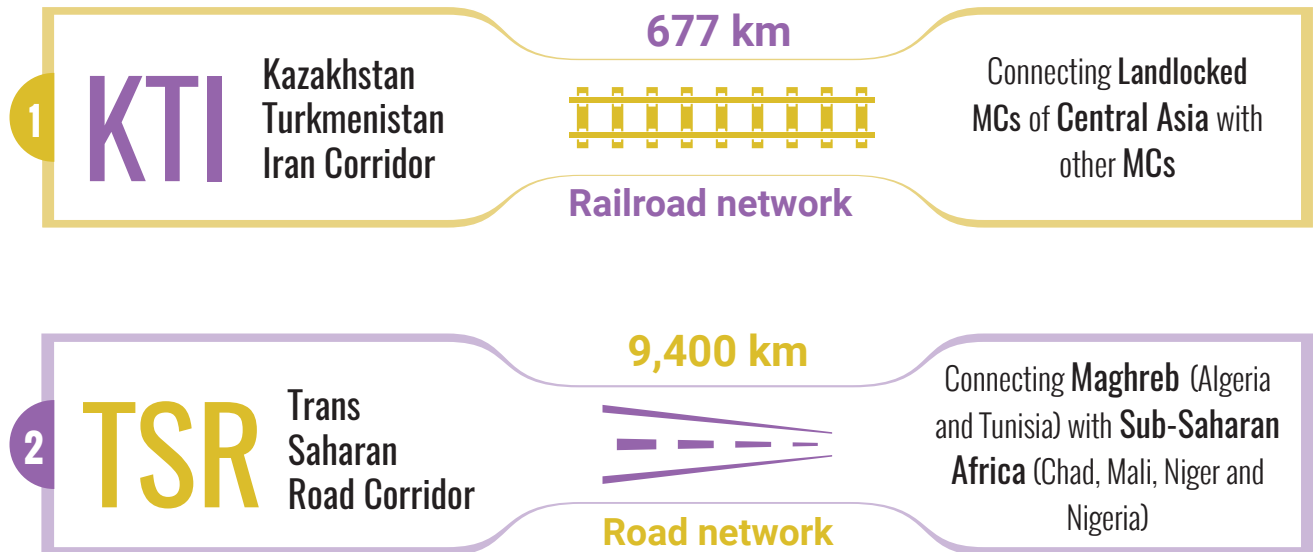 1
KTI
Kazakhstan
Turkmenistan
Iran Corridor
677 km
Railroad network
Connecting Landlocked
MCs of Central Asia with
other MCs
2
TSR
Trans
Saharan
Road Corridor
9,400 km
Road network
Connecting Maghreb (Algeria
and Tunisia) with Sub-Saharan
Africa (Chad, Mali, Niger and
Nigeria)